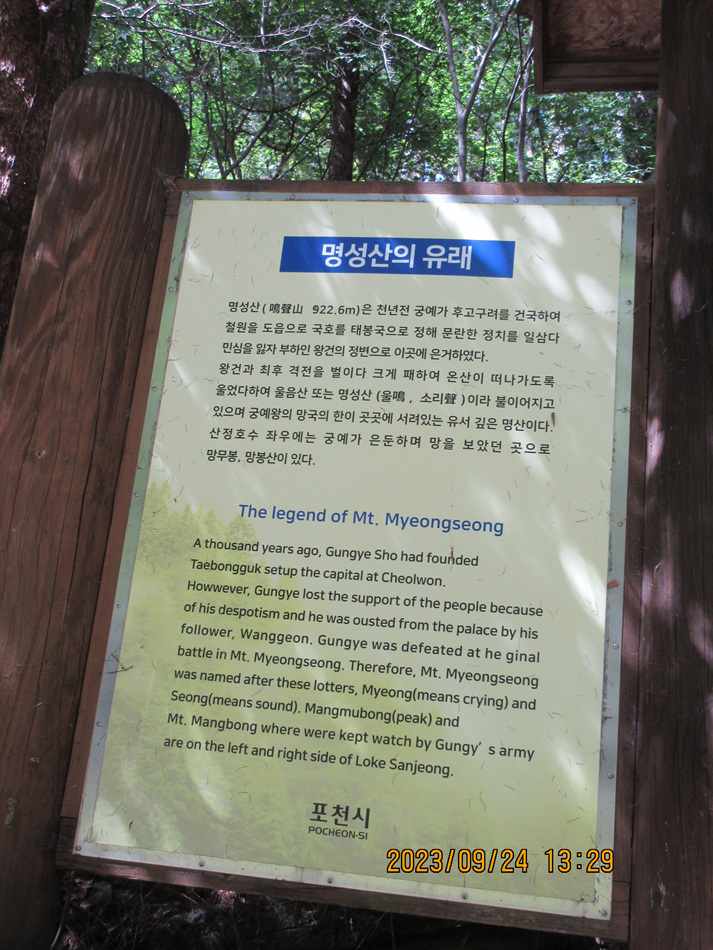 명성산의 유래
명성산( 鳴聲山 922.6m)은 천년전 궁예가 후고구려를 건국하여
철원을 도읍으로 국호를 태봉국으로 정해 문란한 정치를 일삼다
민심을 잃자 부하인 왕건의 정변으로 이곳에 은거하였다.
왕건과 최후 격전을 벌이다 크게 패하여 온산이 떠나가도록
울었다하여 울음산 또는 명성산 (울鳴 , 소리聲 )이라 불이어지고
있으며 궁예왕의 망국의 한이 곳곳에 서려있는 유서 깊은 명산이다.
산정호수 좌우에는 궁예가 은둔하며 망을 보았던 곳으로
망무봉, 망봉산이 있다.
The legend of Mt. Myeongseong
A thousand years ago, Gungye Sho had founded
Taebongguk setup the capital at Cheolwon.
Howwever, Gungye lost the support of the people because
of his despotism and he was ousted from the palace by his
follower, Wanggeon. Gungye was defeated at he ginal
battle in Mt. Myeongseong. Therefore, Mt. Myeongseong
was named after these lotters, Myeong(means crying) and
Seong(means sound). Mangmubong(peak) and
Mt. Mangbong where were kept watch by Gungy's army
are on the left and right side of Loke Sanjeong.
포천시
POCHEON-SI
2023/09/24 13:29